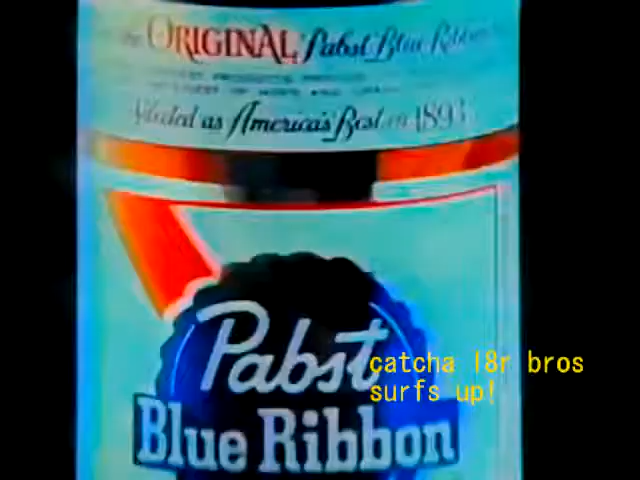 ORIGINAL Pabst Blue Ribbon
Selected as America's Best in 1893
Pabst
Blue Ribbon
catcha l8r bros
surfs up!